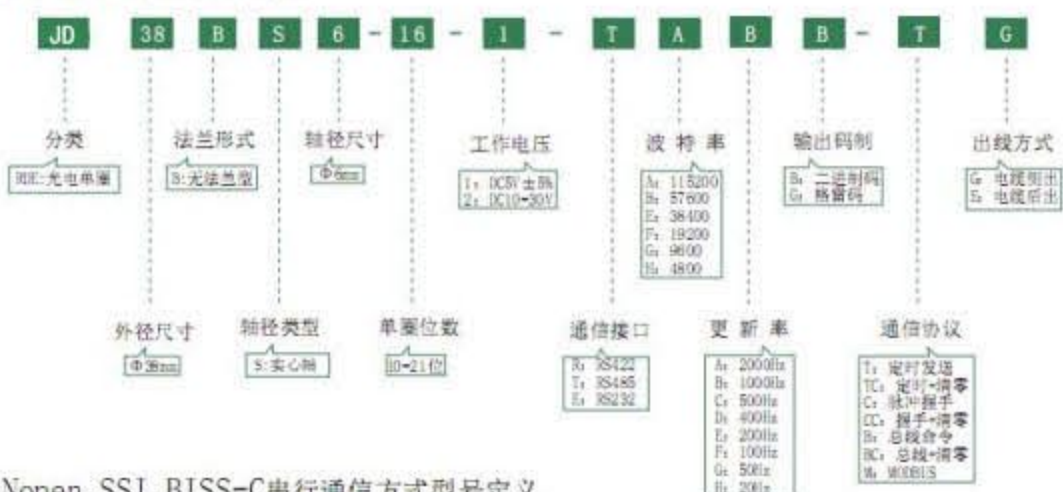 JD 38 B S 6 - 16 - 1 - T A B B - T G
分类
法兰形式
轴径尺寸
工作电压
波特率
输出码制
出线方式
:光电单圈
B:无法兰型
Φ6mm
1: DC5V±5%
2: DC10-30V
A: 115200
B: 57600
E: 38400
F: 19200
G: 9600
H: 4800
B: 二进制码
G: 格雷码
G: 电缆侧出
E: 电缆后出
外径尺寸
轴径类型
单圈位数
通信接口
更新率
通信协议
Φ38mm
S:实心轴
10-21位
R: RS422
T: RS485
E: RS232
A: 2000Hz
B: 1000Hz
C: 500Hz
D: 400Hz
E: 200Hz
F: 100Hz
G: 50Hz
H: 20Hz
T: 定时发送
TC: 定时+清零
C: 脉冲握手
CC: 握手+清零
B: 总线命令
BC: 总线+清零
M: MODBUS
Nopen SSI BISS-C串行通信方式型号定义